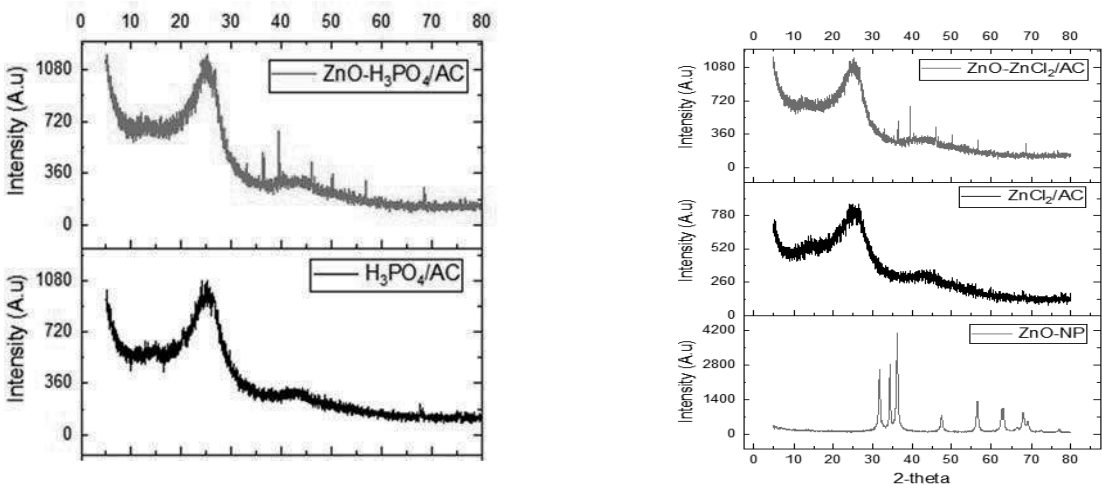 0 10 20 30 40 50 60 70 80
Intensity (A.u)
1080
720
360
0
ZnO-H₃PO₄/AC
Intensity (A.u)
1080
720
360
0
H₃PO₄/AC
0 10 20 30 40 50 60 70 80
Intensity (A.u)
1080
720
360
0
ZnO-ZnCl₂/AC
Intensity (A.u)
780
520
260
0
ZnCl₂/AC
Intensity (A.u)
4200
2800
1400
0
ZnO-NP
0 10 20 30 40 50 60 70 80
2-theta